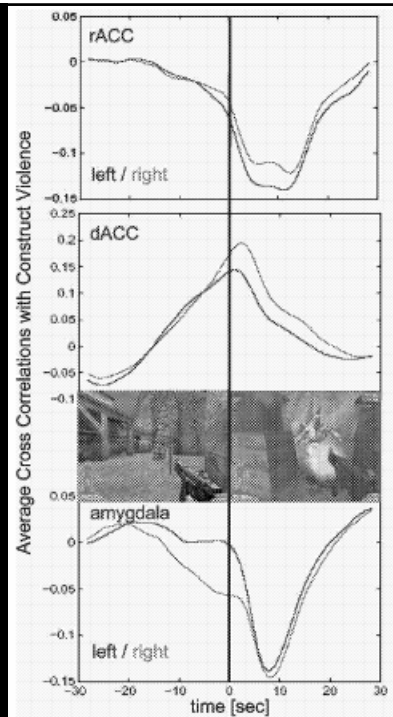 Average Cross Correlations with Construct Violence
0.05
rACC
0
-0.05
-0.1
left / right
-0.15
0.25
dACC
0.2
0.15
0.1
0.05
0
-0.05
-0.1
0.05
amygdala
0
-0.05
-0.1
left / right
-0.15
-30 -20 -10 0 10 20 30
time [sec]